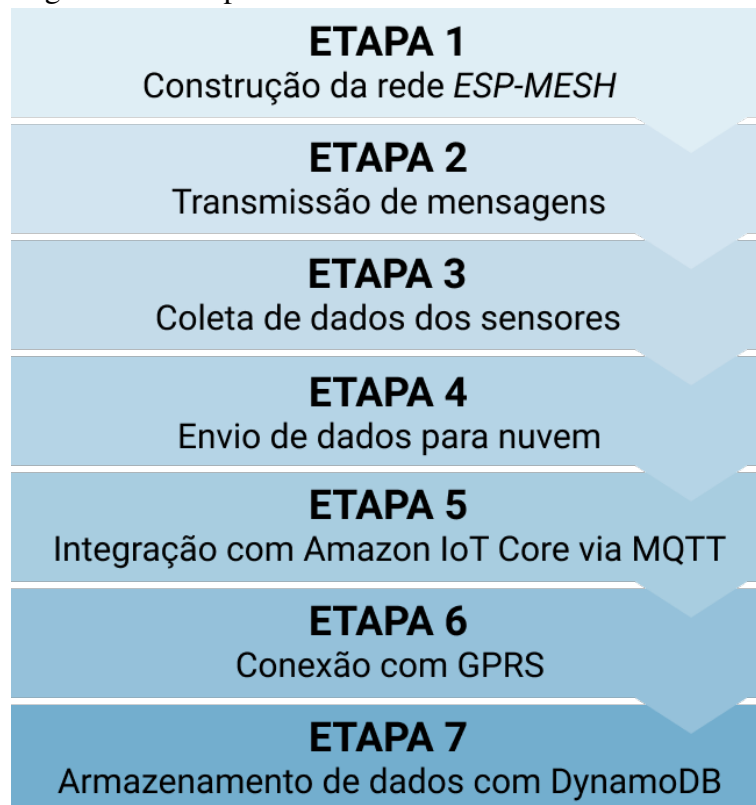 ETAPA 1
Construção da rede ESP-MESH
ETAPA 2
Transmissão de mensagens
ETAPA 3
Coleta de dados dos sensores
ETAPA 4
Envio de dados para nuvem
ETAPA 5
Integração com Amazon IoT Core via MQTT
ETAPA 6
Conexão com GPRS
ETAPA 7
Armazenamento de dados com DynamoDB